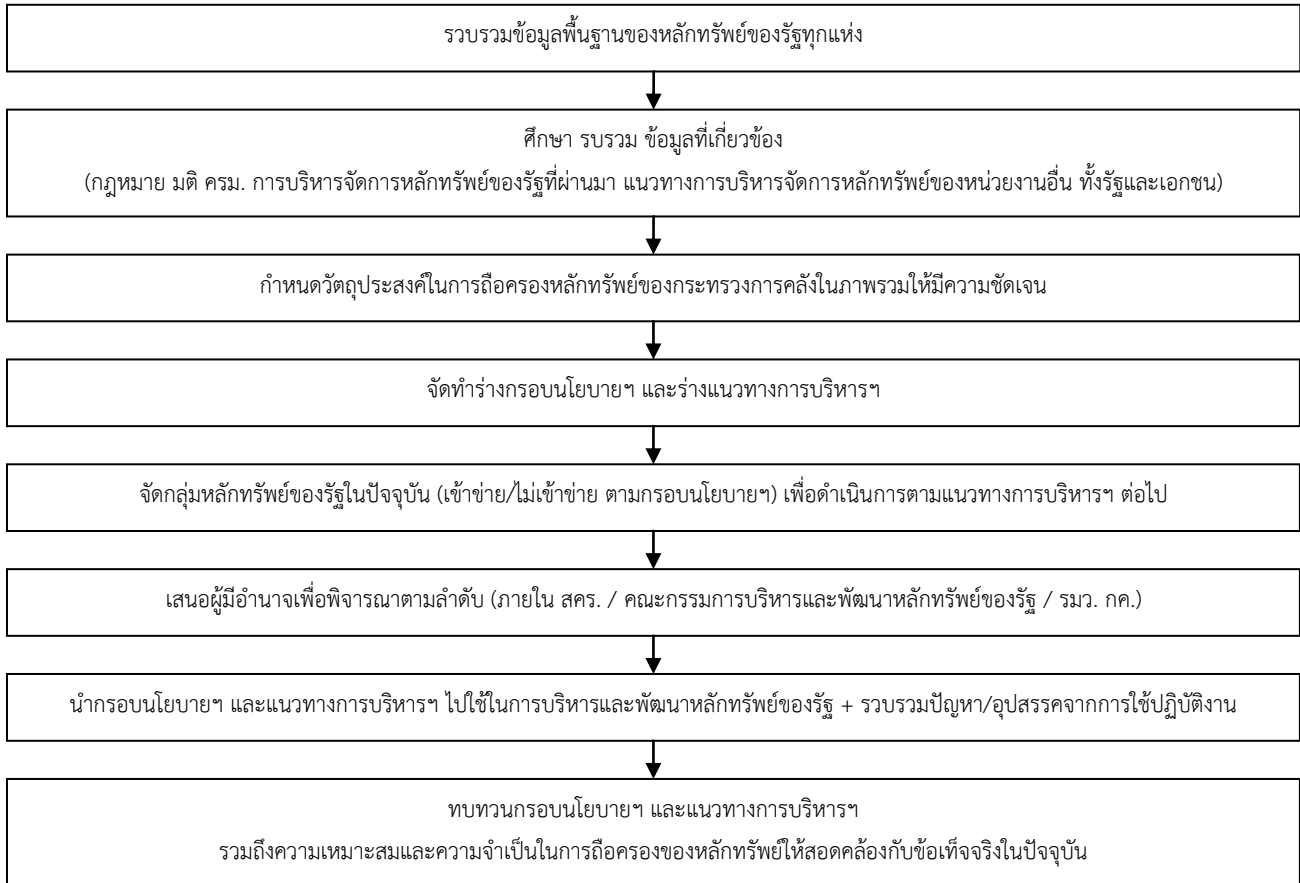 รวบรวมข้อมูลพื้นฐานของหลักทรัพย์ของรัฐทุกแห่ง
ศึกษา รบรวม ข้อมูลที่เกี่ยวข้อง
(กฎหมาย มติ ครม. การบริหารจัดการหลักทรัพย์ของรัฐที่ผ่านมา แนวทางการบริหารจัดการหลักทรัพย์ของหน่วยงานอื่น ทั้งรัฐและเอกชน)
กำหนดวัตถุประสงค์ในการถือครองหลักทรัพย์ของกระทรวงการคลังในภาพรวมให้มีความชัดเจน
จัดทำร่างกรอบนโยบายฯ และร่างแนวทางการบริหารฯ
จัดกลุ่มหลักทรัพย์ของรัฐในปัจจุบัน (เข้าข่าย/ไม่เข้าข่าย ตามกรอบนโยบายฯ) เพื่อดำเนินการตามแนวทางการบริหารฯ ต่อไป
เสนอผู้มีอำนาจเพื่อพิจารณาตามลำดับ (ภายใน สคร. / คณะกรรมการบริหารและพัฒนาหลักทรัพย์ของรัฐ / รมว. กค.)
นำกรอบนโยบายฯ และแนวทางการบริหารฯ ไปใช้ในการบริหารและพัฒนาหลักทรัพย์ของรัฐ + รวบรวมปัญหา/อุปสรรคจากการใช้ปฏิบัติงาน
ทบทวนกรอบนโยบายฯ และแนวทางการบริหารฯ
รวมถึงความเหมาะสมและความจำเป็นในการถือครองของหลักทรัพย์ให้สอดคล้องกับข้อเท็จจริงในปัจจุบัน